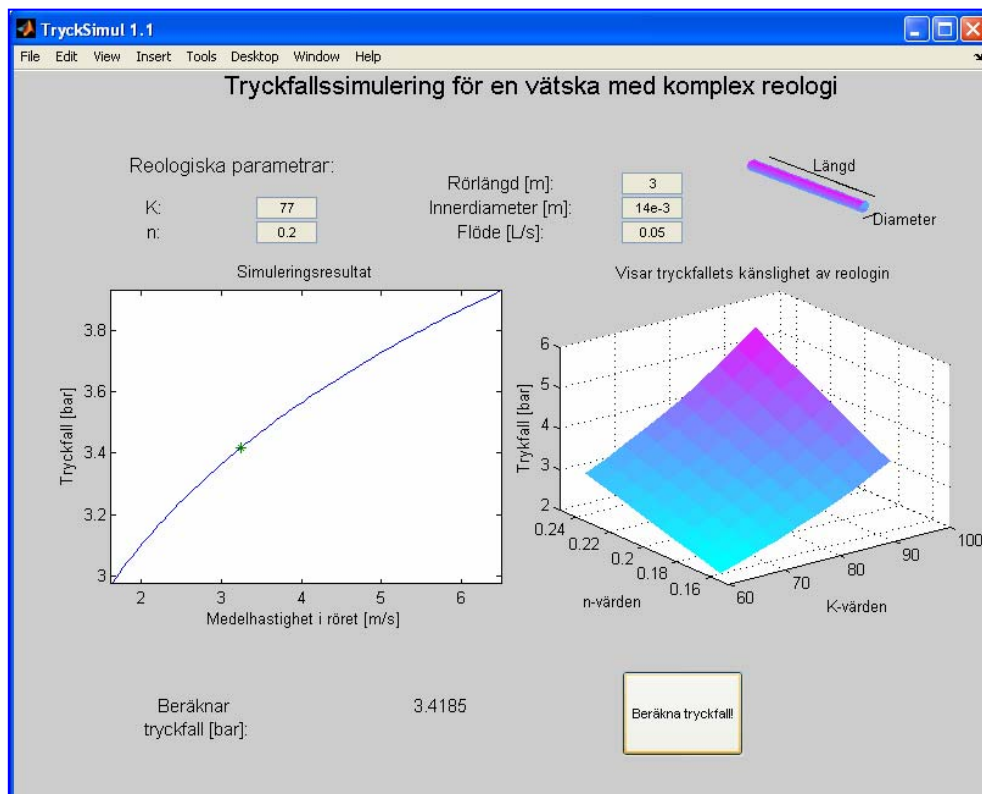 TryckSimul 1.1
File Edit View Insert Tools Desktop Window Help
Tryckfallssimulering för en vätska med komplex reologi
Reologiska parametrar:
K: 77
n: 0.2
Rörlängd [m]: 3
Innerdiameter [m]: 14e-3
Flöde [L/s]: 0.05
Längd
Diameter
Simuleringsresultat
Tryckfall [bar]
3.8
3.6
3.4
3.2
3
2 3 4 5 6
Medelhastighet i röret [m/s]
Visar tryckfallets känslighet av reologin
Trykfall [bar]
6
5
4
3
2
0.24
0.22
0.2
0.18
0.16
n-värden
60
70
80
90
100
K-värden
Beräknar
tryckfall [bar]:
3.4185
Beräkna tryckfall!